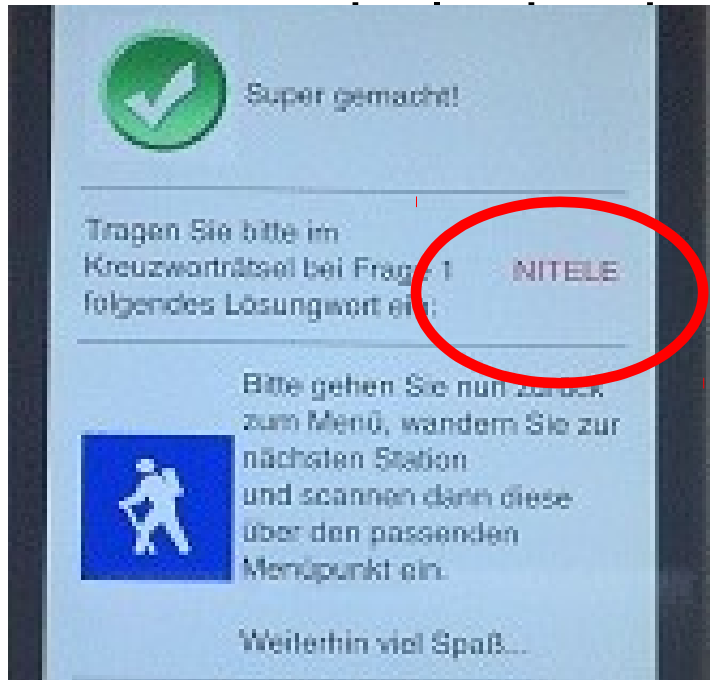 Super gemacht!
Tragen Sie bitte im
Kreuzworträtsel bei Frage 1
folgendes Lösungwort ein:
NITELE
Bitte gehen Sie nun zurück
zum Menü, wandern Sie zur
nächsten Station
und scannen dann diese
über den passenden
Menüpunkt ein.
Weiterhin viel Spaß...